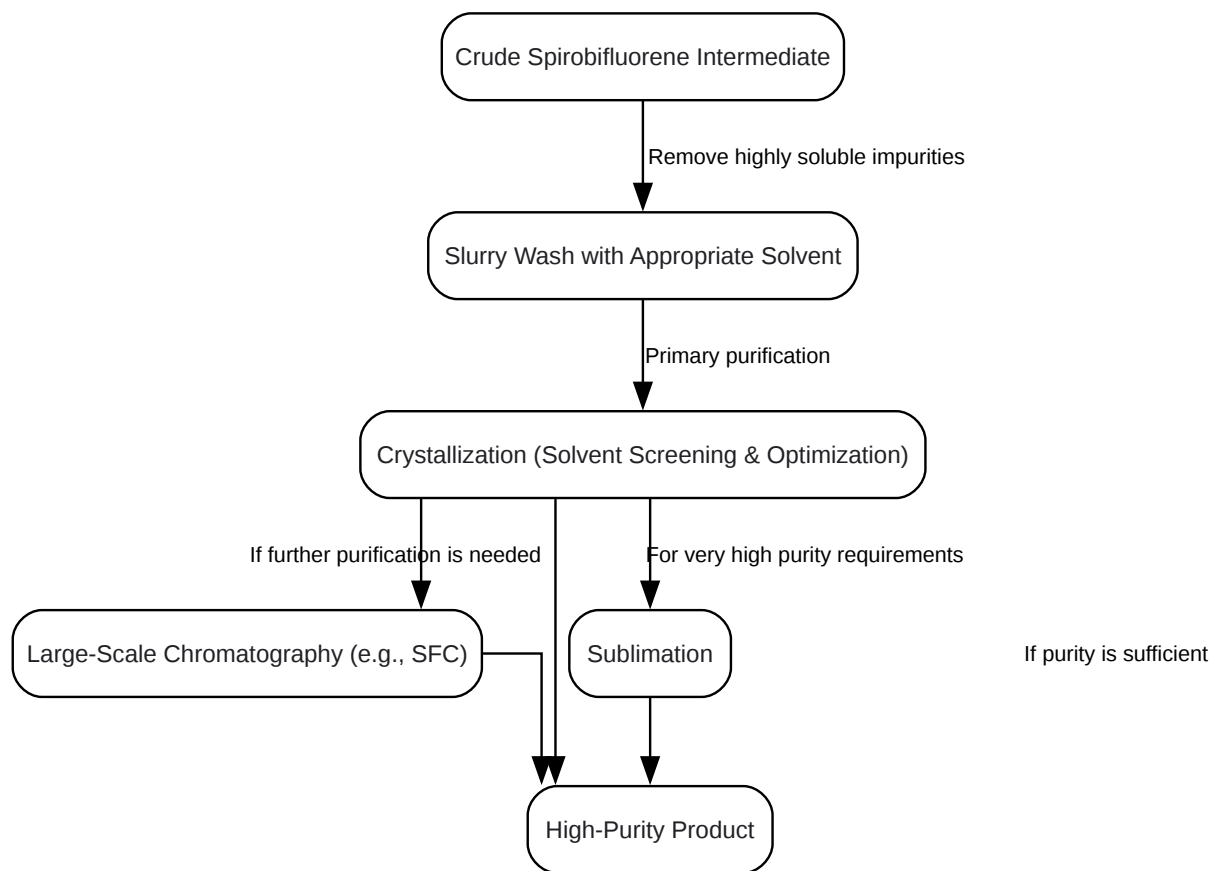 Crude Spirobifluorene Intermediate
Remove highly soluble impurities
Slurry Wash with Appropriate Solvent
Primary purification
Crystallization (Solvent Screening & Optimization)
If further purification is needed
For very high purity requirements
Large-Scale Chromatography (e.g., SFC)
Sublimation
If purity is sufficient
High-Purity Product